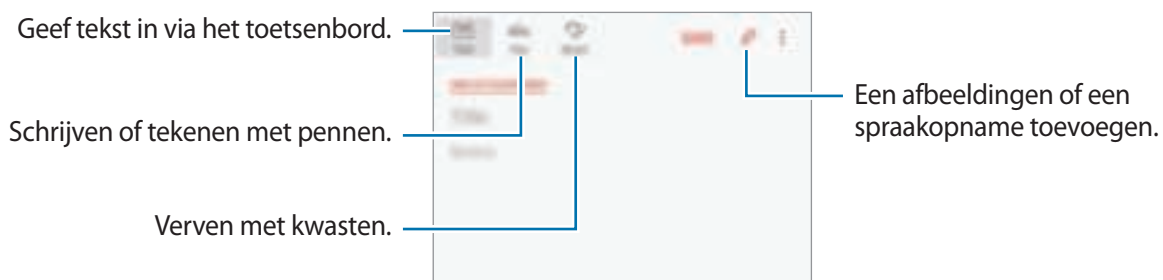 Geef tekst in via het toetsenbord.
Schrijven of tekenen met pennen.
Verven met kwasten.
Een afbeeldingen of een
spraakopname toevoegen.